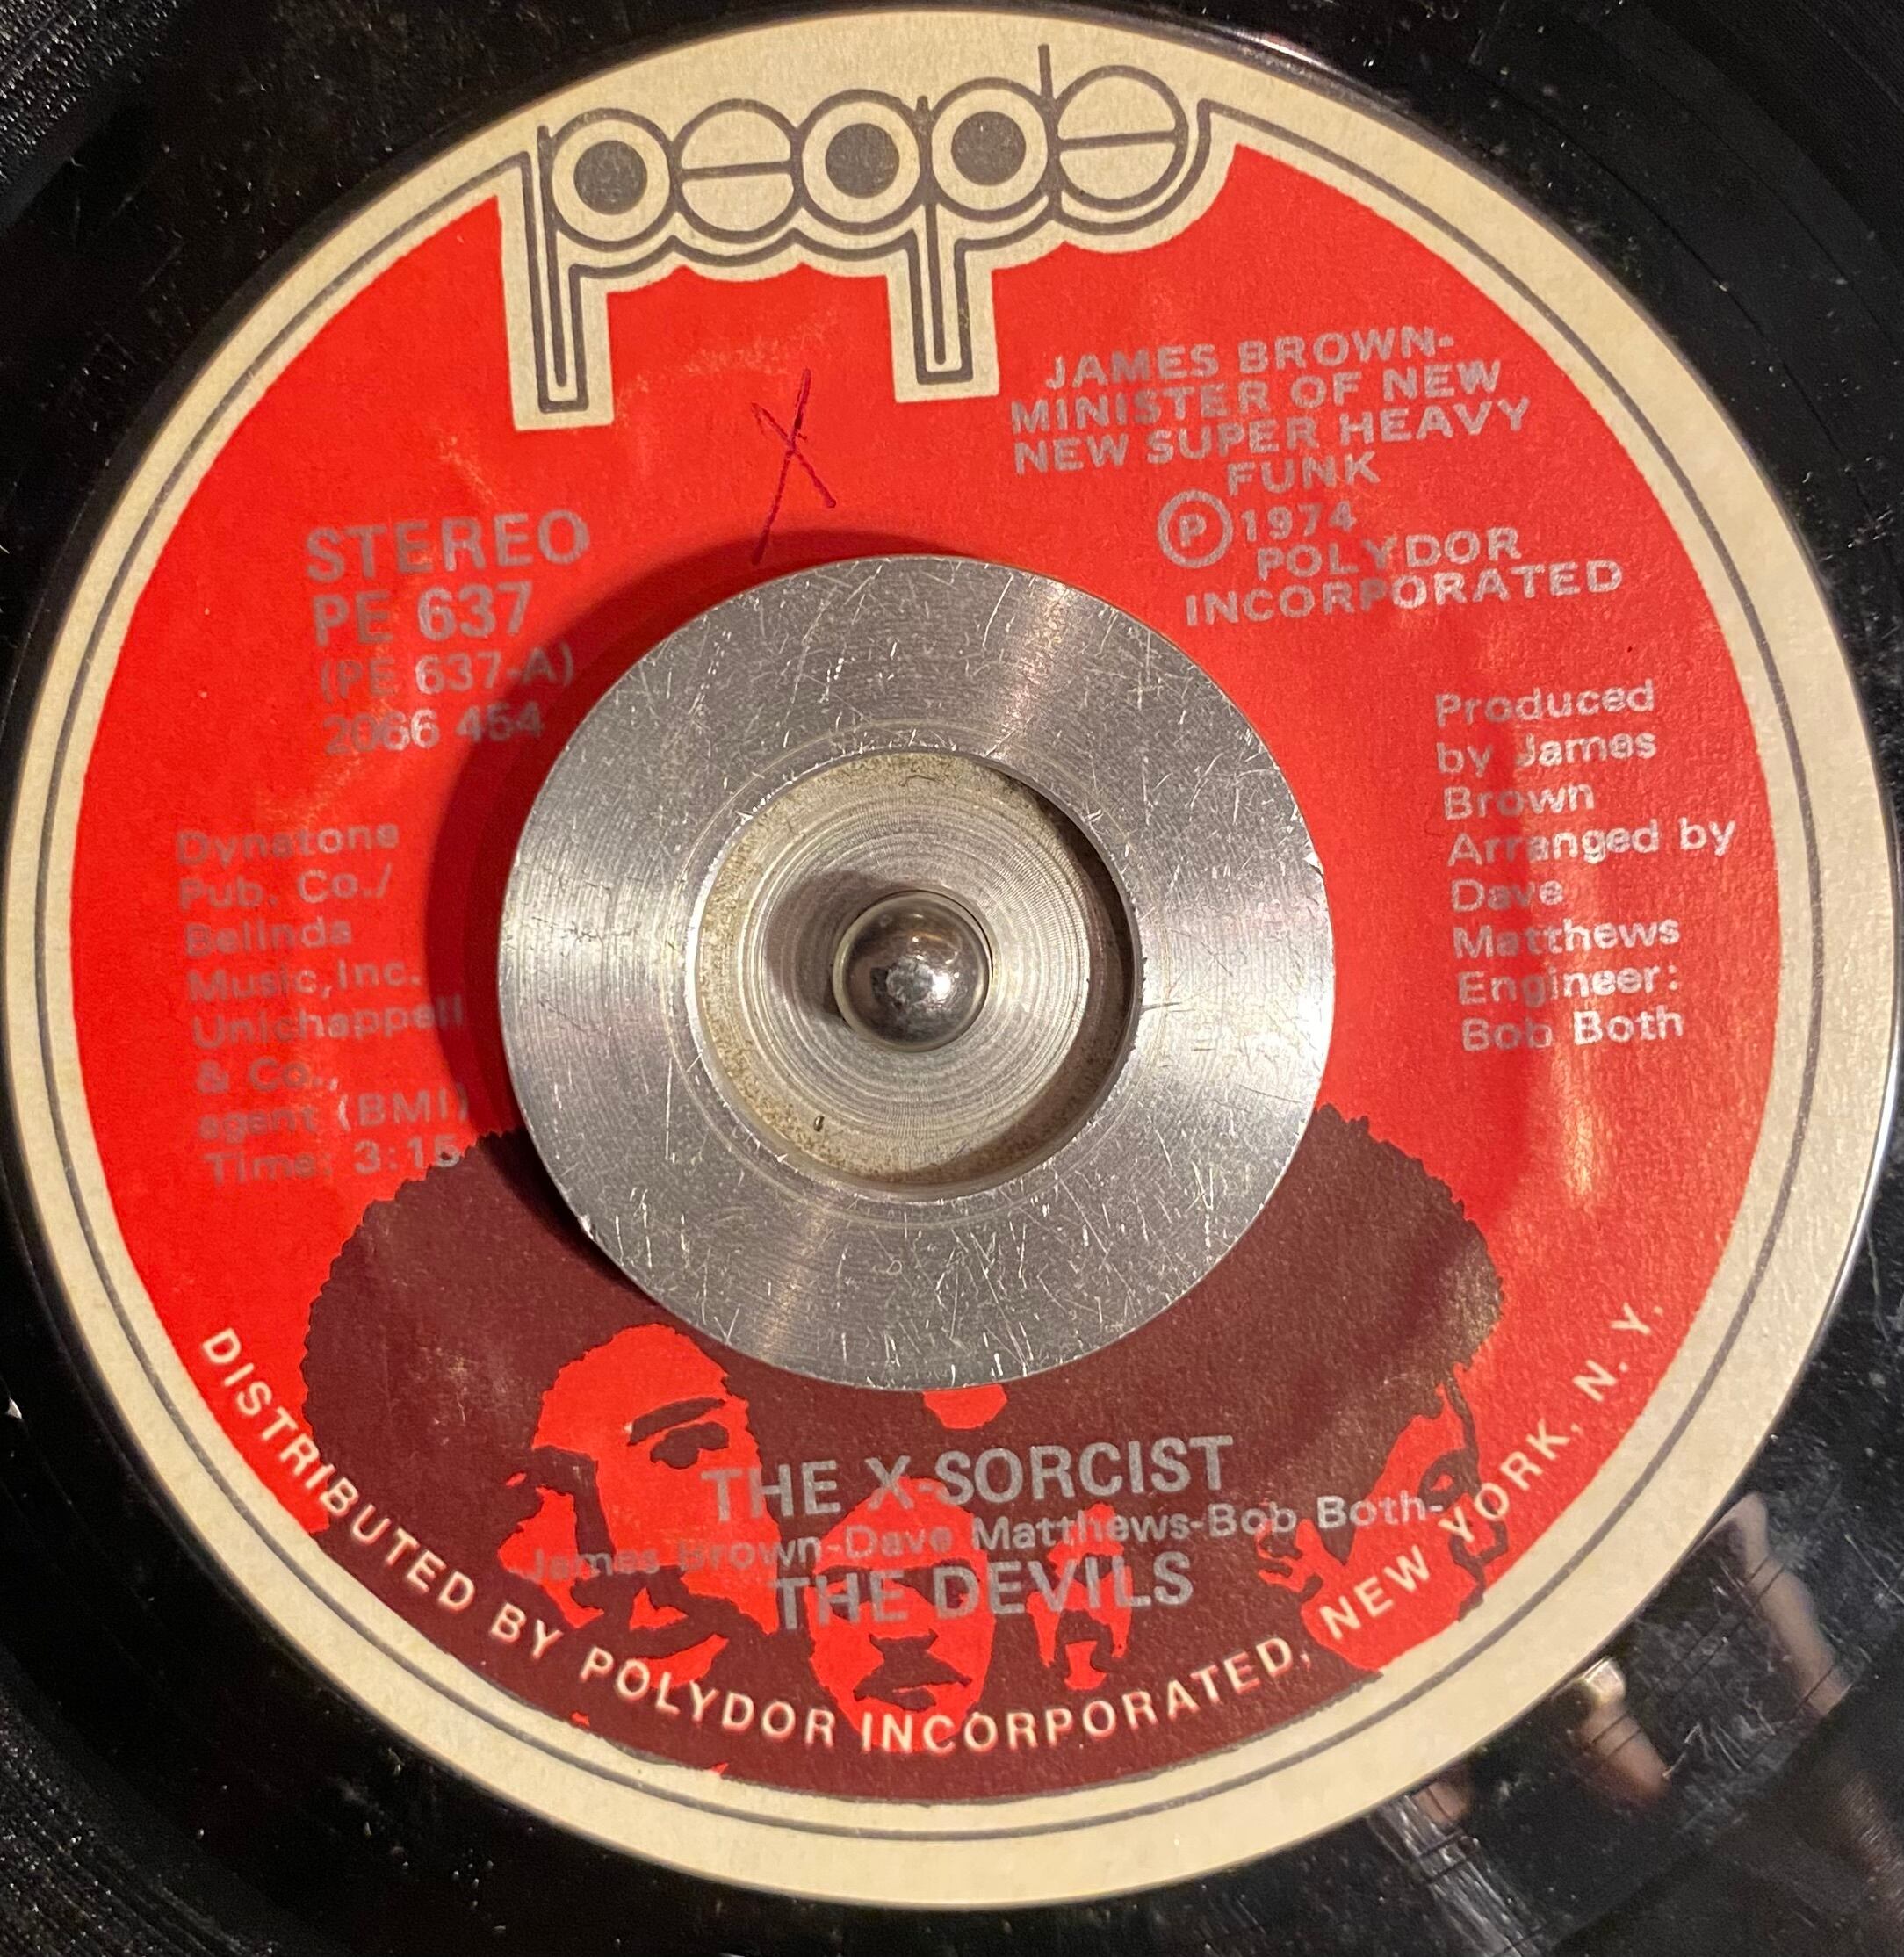 people
JAMES BROWN-
MINISTER OF NEW
NEW SUPER HEAVY
FUNK
Ⓟ1974
POLYDOR
INCORPORATED
X
STEREO
PE 637
(PE 637-A)
2066 454
Dynatone
Pub. Co./
Belinda
Music,Inc.
Unichappell
& Co.,
agent (BMI)
Time: 3:15
Produced
by James
Brown
Arranged by
Dave
Matthews
Engineer:
Bob Both
THE X-SORCIST
James Brown-Dave Matthews-Bob Both-
THE DEVILS
DISTRIBUTED BY POLYDOR INCORPORATED, NEW YORK, N. Y.